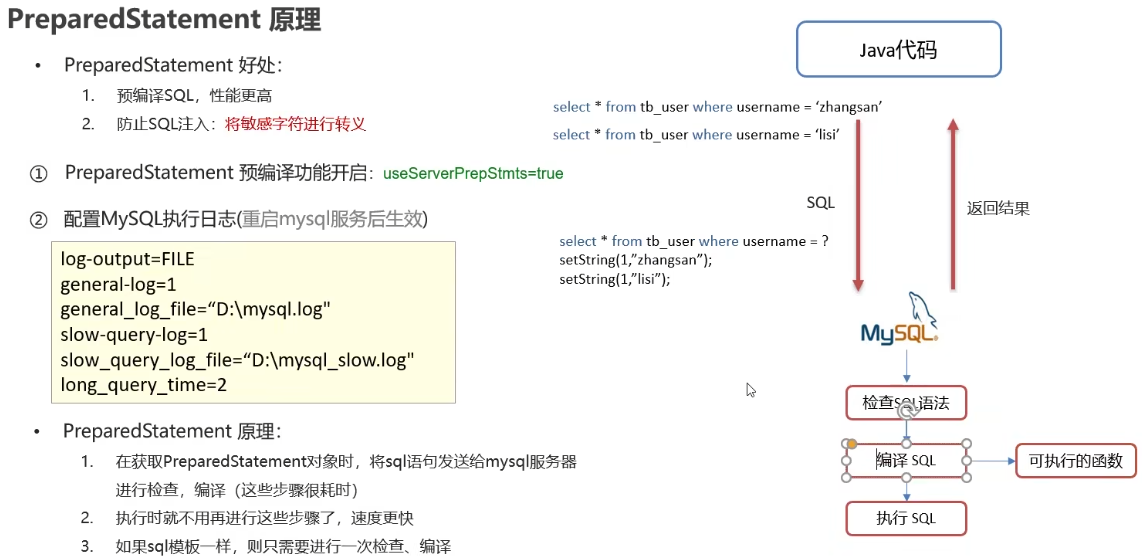 PreparedStatement 原理
• PreparedStatement 好处：
1. 预编译SQL，性能更高
2. 防止SQL注入：将敏感字符进行转义
① PreparedStatement 预编译功能开启：useServerPrepStmts=true
② 配置MySQL执行日志(重启mysql服务后生效)
log-output=FILE
general-log=1
general_log_file=“D:\mysql.log"
slow-query-log=1
slow_query_log_file=“D:\mysql_slow.log"
long_query_time=2
• PreparedStatement 原理：
1. 在获取PreparedStatement对象时，将sql语句发送给mysql服务器
进行检查，编译（这些步骤很耗时）
2. 执行时就不用再进行这些步骤了，速度更快
3. 如果sql模板一样，则只需要进行一次检查、编译
Java代码
select * from tb_user where username = ‘zhangsan’
select * from tb_user where username = ‘lisi’
SQL
返回结果
select * from tb_user where username = ?
setString(1,”zhangsan”);
setString(1,”lisi”);
MySQL
检查SQL语法
编译 SQL
可执行的函数
执行 SQL